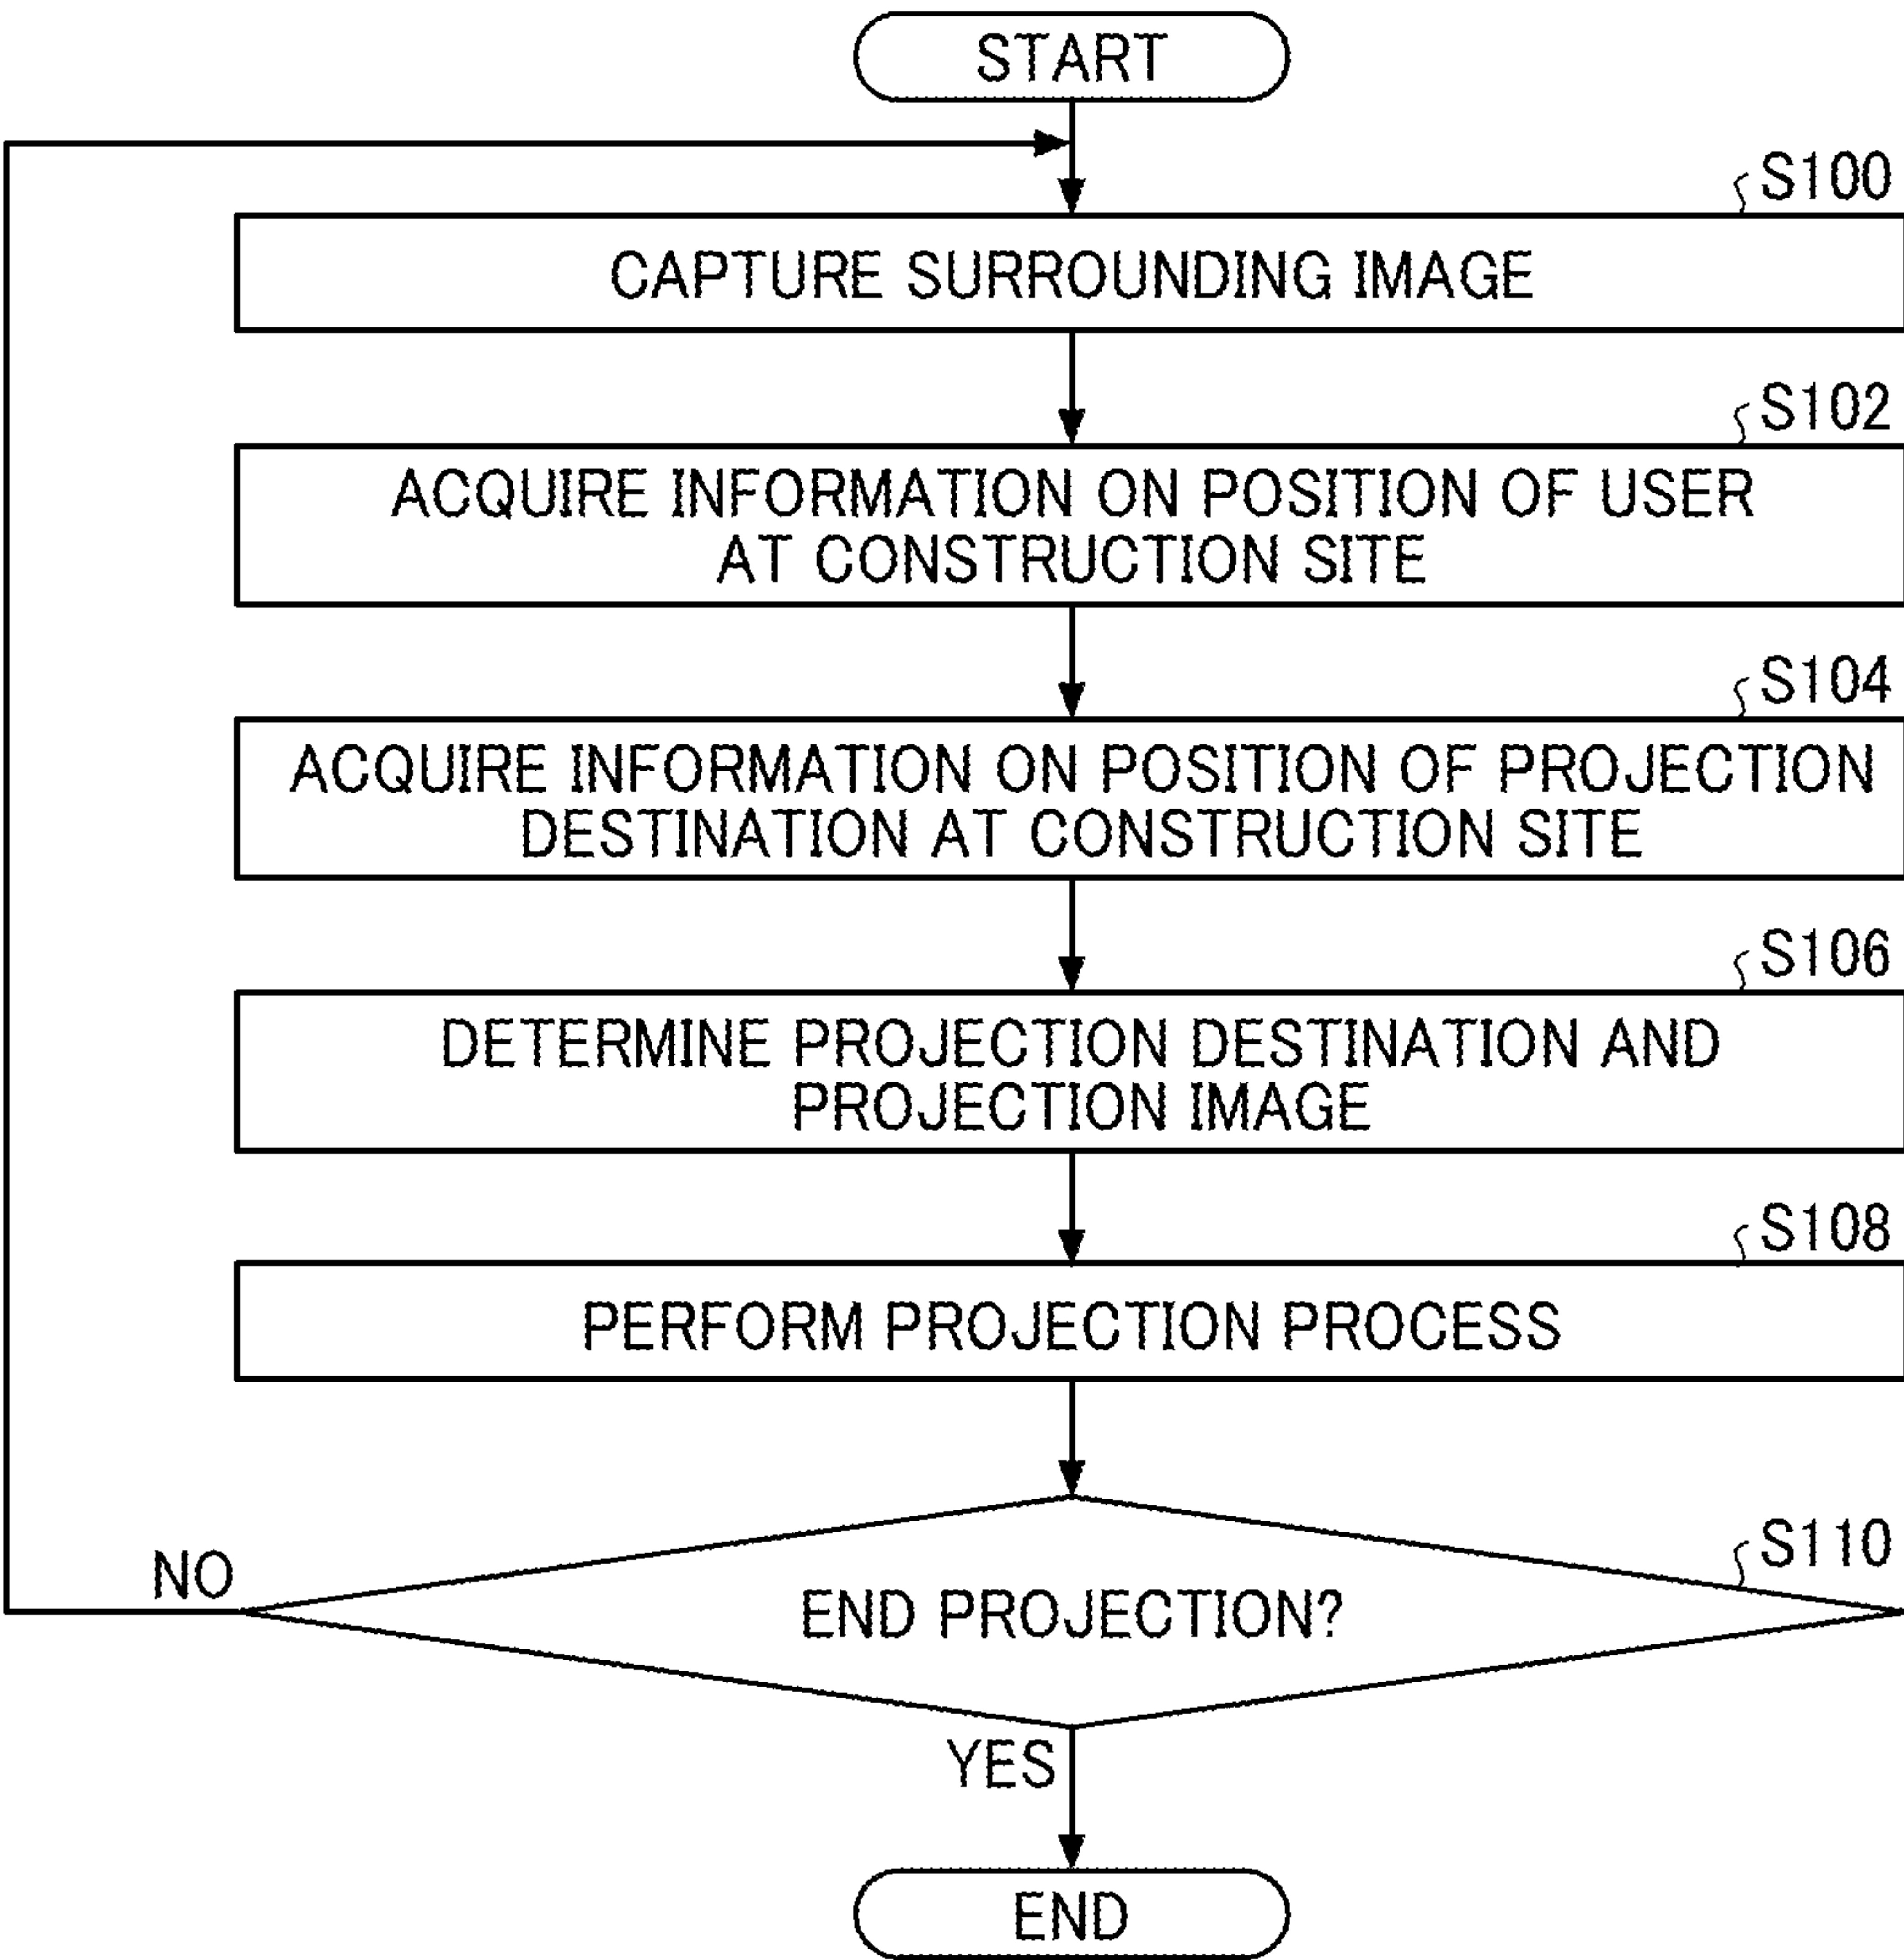 START
S100
CAPTURE SURROUNDING IMAGE
S102
ACQUIRE INFORMATION ON POSITION OF USER
AT CONSTRUCTION SITE
S104
ACQUIRE INFORMATION ON POSITION OF PROJECTION
DESTINATION AT CONSTRUCTION SITE
S106
DETERMINE PROJECTION DESTINATION AND
PROJECTION IMAGE
S108
PERFORM PROJECTION PROCESS
S110
NO
END PROJECTION?
YES
END